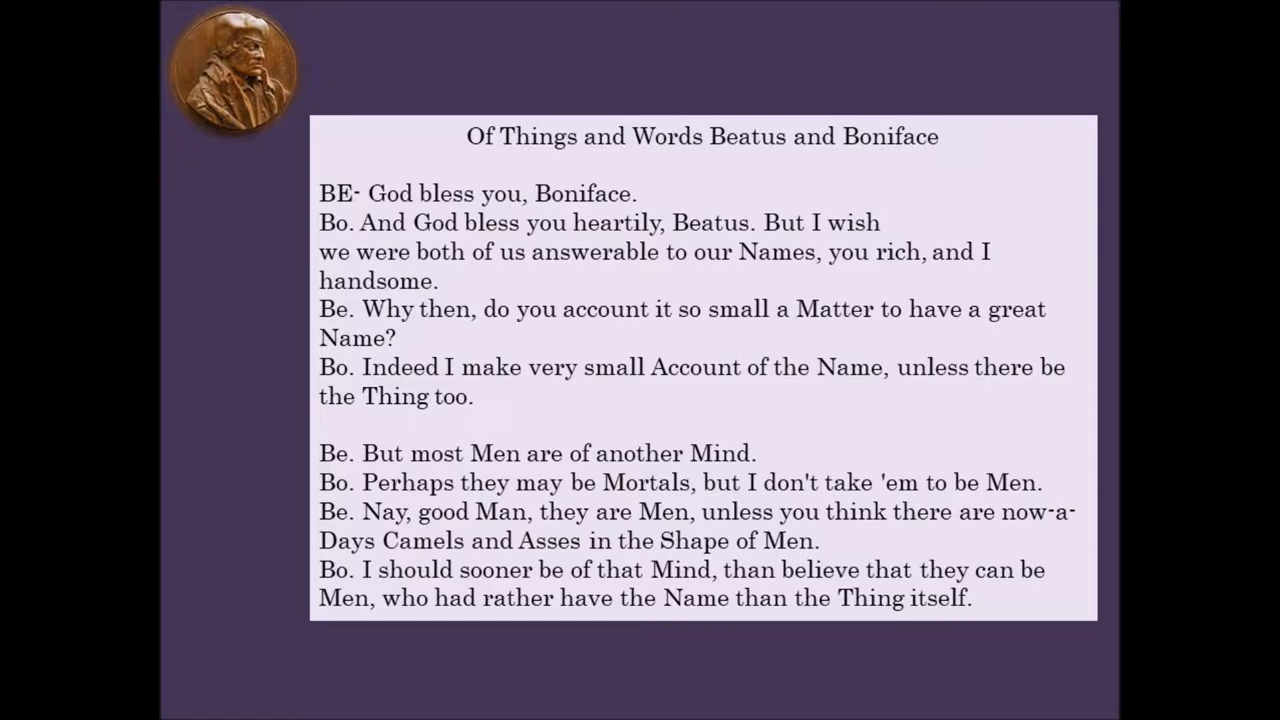 Of Things and Words Beatus and Boniface
BE- God bless you, Boniface.
Bo. And God bless you heartily, Beatus. But I wish
we were both of us answerable to our Names, you rich, and I
handsome.
Be. Why then, do you account it so small a Matter to have a great
Name?
Bo. Indeed I make very small Account of the Name, unless there be
the Thing too.
Be. But most Men are of another Mind.
Bo. Perhaps they may be Mortals, but I don't take 'em to be Men.
Be. Nay, good Man, they are Men, unless you think there are now-a-
Days Camels and Asses in the Shape of Men.
Bo. I should sooner be of that Mind, than believe that they can be
Men, who had rather have the Name than the Thing itself.